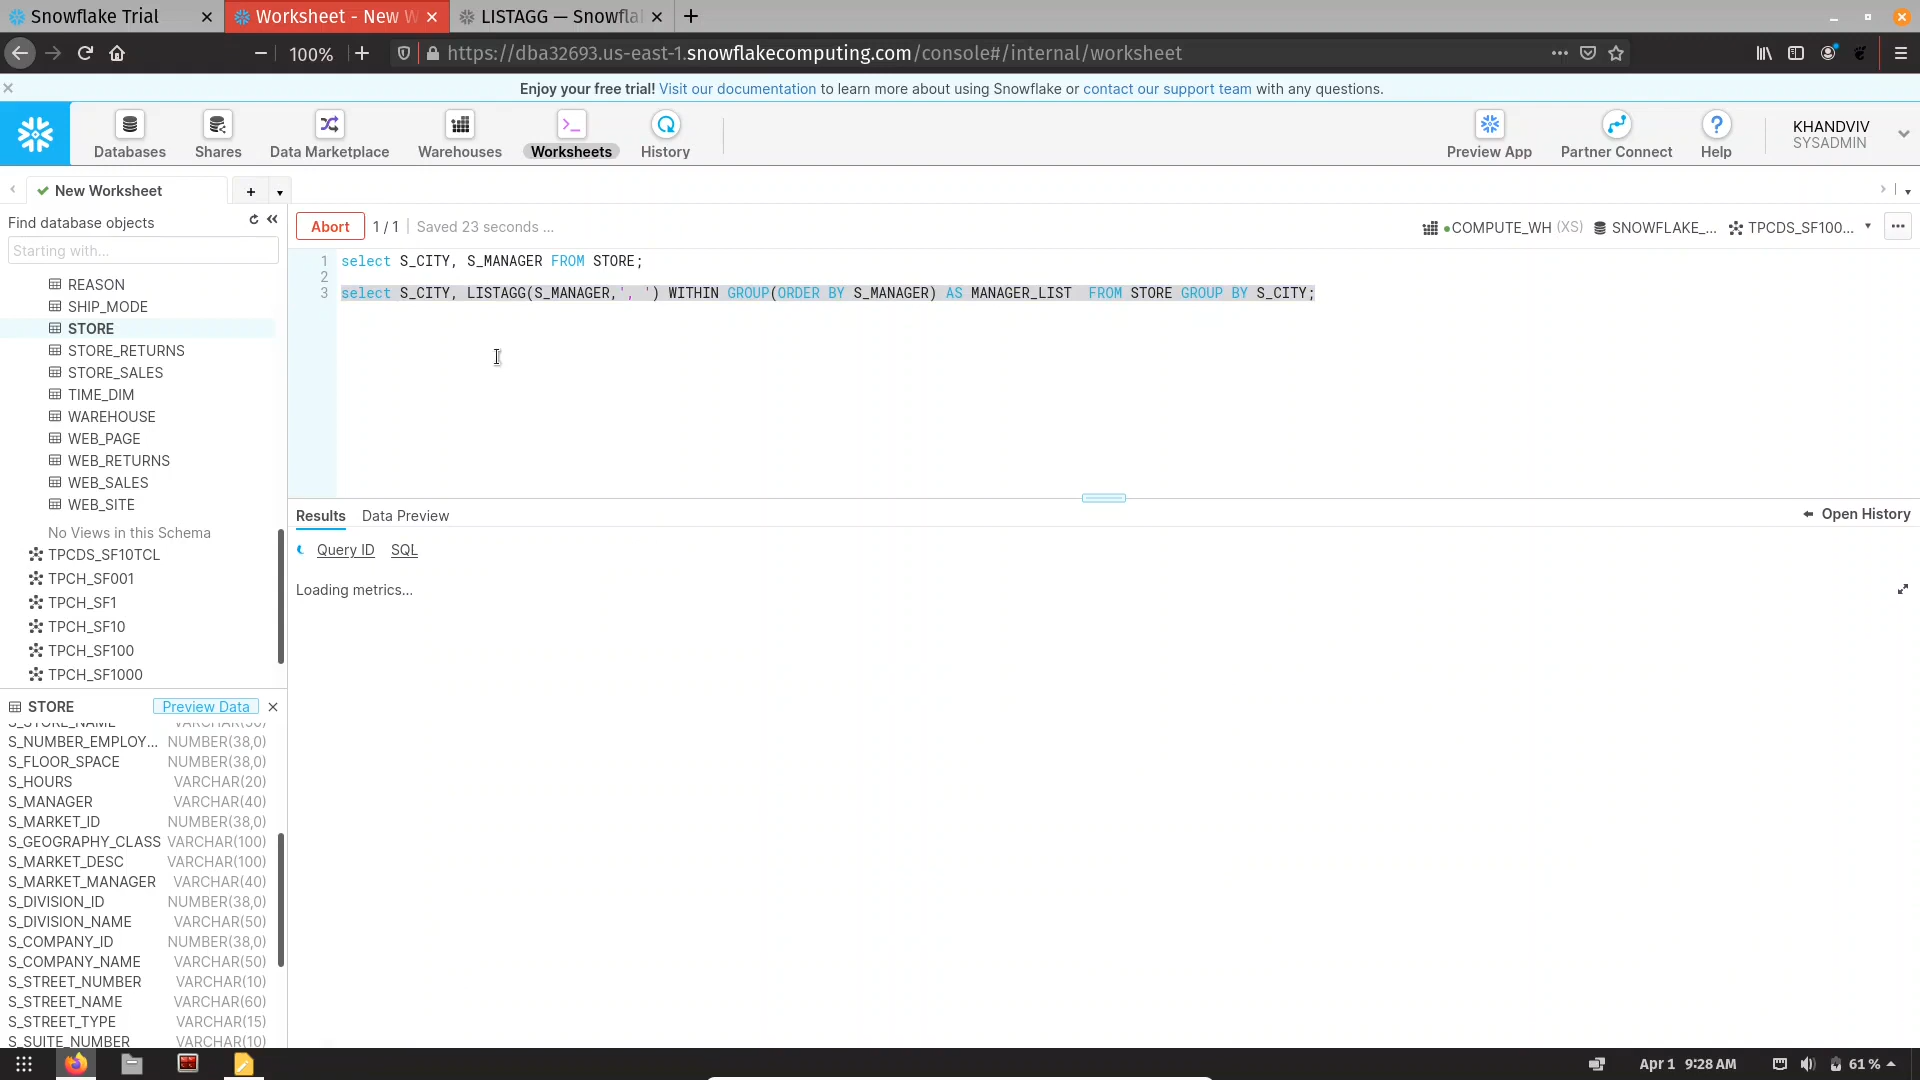 Snowflake Trial
Worksheet - New W
LISTAGG — Snowfla
100%
https://dba32693.us-east-1.snowflakecomputing.com/console#/internal/worksheet
Enjoy your free trial! Visit our documentation to learn more about using Snowflake or contact our support team with any questions.
Databases
Shares
Data Marketplace
Warehouses
Worksheets
History
Preview App
Partner Connect
Help
KHANDVIV
SYSADMIN
New Worksheet
Find database objects
Starting with...
Abort 1 / 1 Saved 23 seconds ...
COMPUTE_WH (XS) SNOWFLAKE_... TPCDS_SF100...
1 select S_CITY, S_MANAGER FROM STORE;
2
3 select S_CITY, LISTAGG(S_MANAGER,', ') WITHIN GROUP(ORDER BY S_MANAGER) AS MANAGER_LIST  FROM STORE GROUP BY S_CITY;
REASON
SHIP_MODE
STORE
STORE_RETURNS
STORE_SALES
TIME_DIM
WAREHOUSE
WEB_PAGE
WEB_RETURNS
WEB_SALES
WEB_SITE
No Views in this Schema
TPCDS_SF10TCL
TPCH_SF001
TPCH_SF1
TPCH_SF10
TPCH_SF100
TPCH_SF1000
Results Data Preview
Open History
Query ID SQL
Loading metrics...
STORE Preview Data
S_STORE_NAME VARCHAR(50)
S_NUMBER_EMPLOY... NUMBER(38,0)
S_FLOOR_SPACE NUMBER(38,0)
S_HOURS VARCHAR(20)
S_MANAGER VARCHAR(40)
S_MARKET_ID NUMBER(38,0)
S_GEOGRAPHY_CLASS VARCHAR(100)
S_MARKET_DESC VARCHAR(100)
S_MARKET_MANAGER VARCHAR(40)
S_DIVISION_ID NUMBER(38,0)
S_DIVISION_NAME VARCHAR(50)
S_COMPANY_ID NUMBER(38,0)
S_COMPANY_NAME VARCHAR(50)
S_STREET_NUMBER VARCHAR(10)
S_STREET_NAME VARCHAR(60)
S_STREET_TYPE VARCHAR(15)
S_SUITE_NUMBER VARCHAR(10)
Apr 1 9:28 AM
61 %